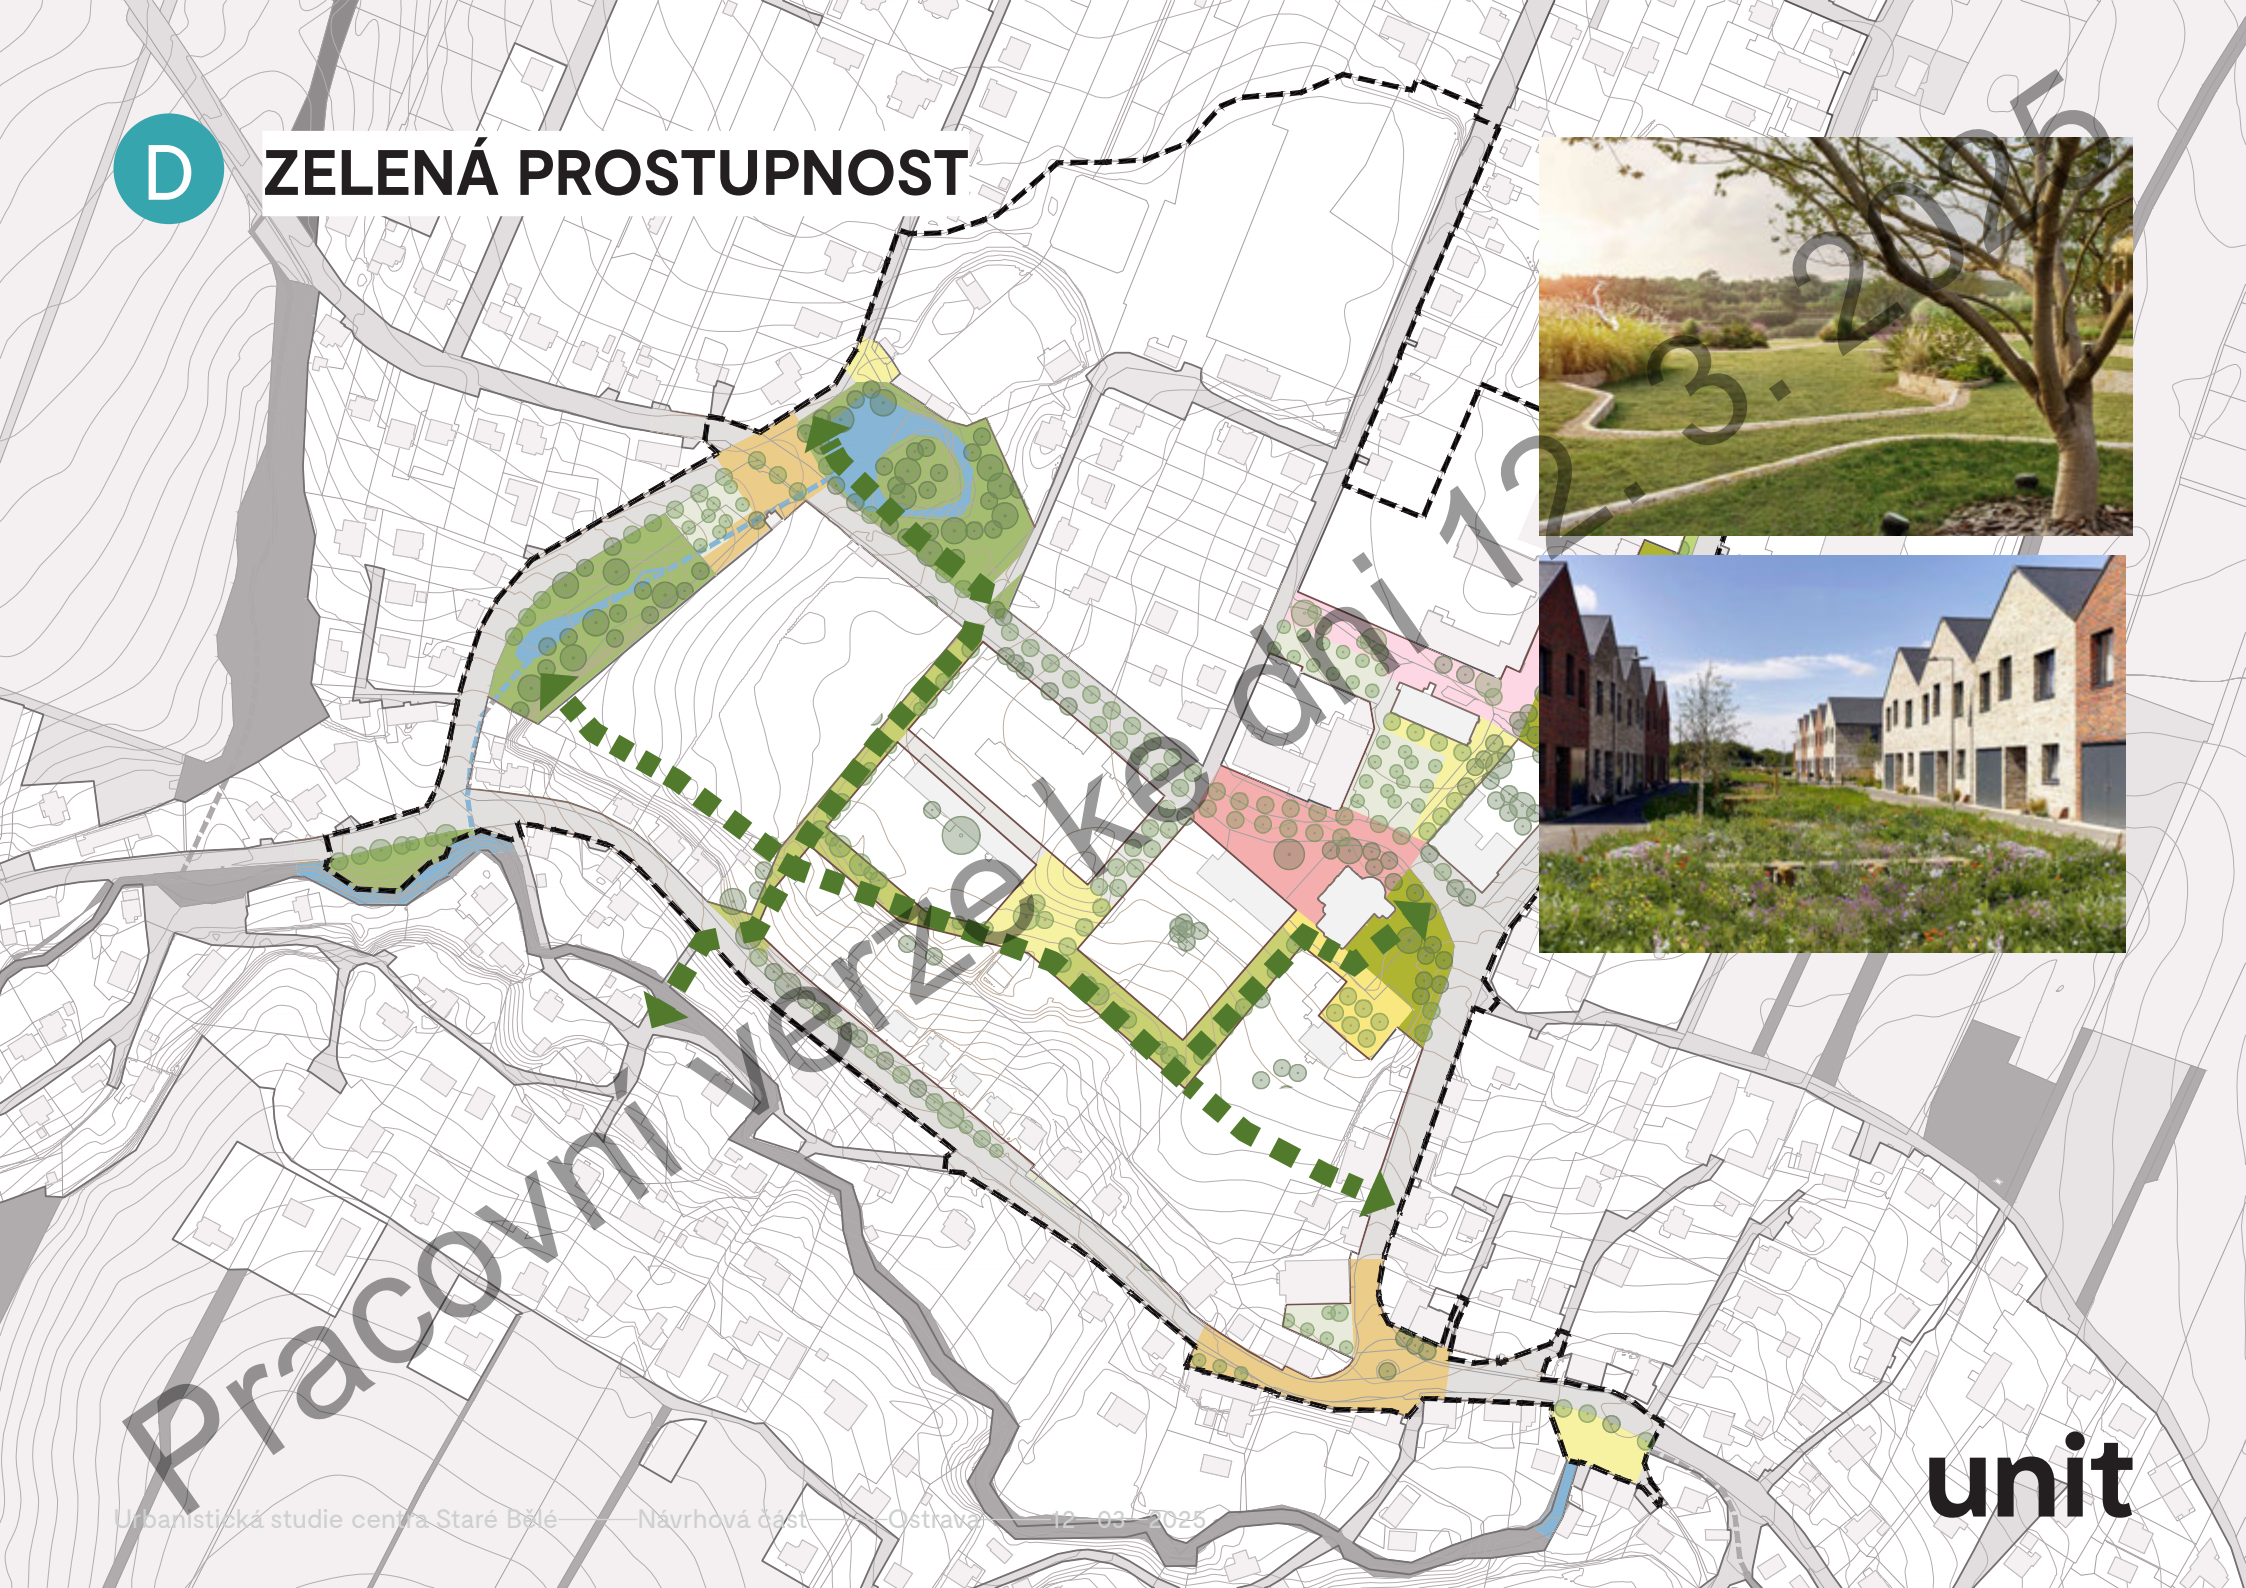 D
ZELENÁ PROSTUPNOST
Pracovní verze ke dni 12. 3. 2025
unit
Urbanistická studie centra Staré Bělé Návrhová část Ostrava 12 03 2025